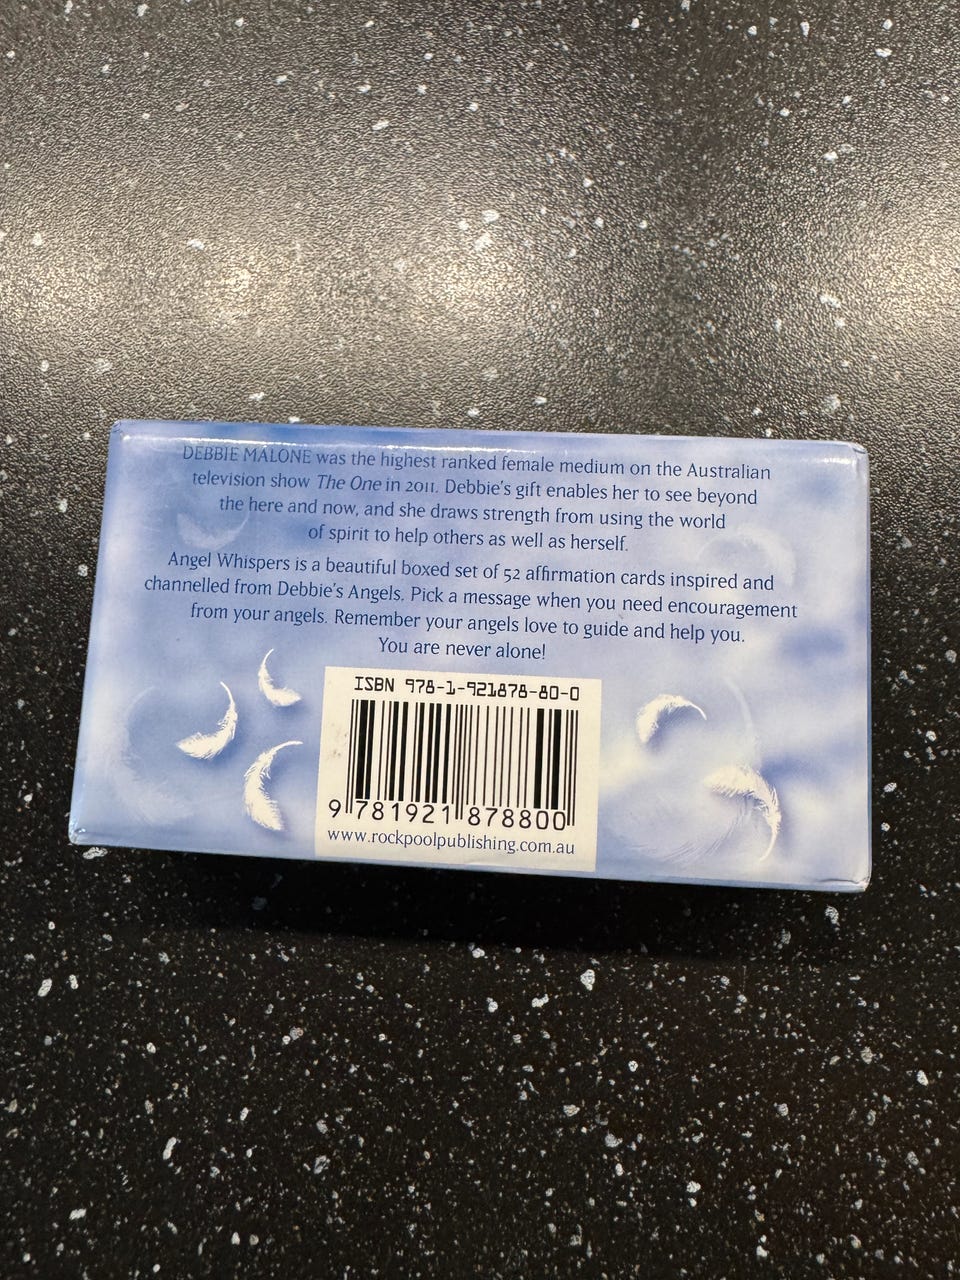 DEBBIE MALONE was the highest ranked female medium on the Australian
television show The One in 2011. Debbie's gift enables her to see beyond
the here and now, and she draws strength from using the world
of spirit to help others as well as herself.
Angel Whispers is a beautiful boxed set of 52 affirmation cards inspired and
channelled from Debbie's Angels. Pick a message when you need encouragement
from your angels. Remember your angels love to guide and help you.
You are never alone!
ISBN 978-1-921878-80-0
9 781921 878800
www.rockpoolpublishing.com.au